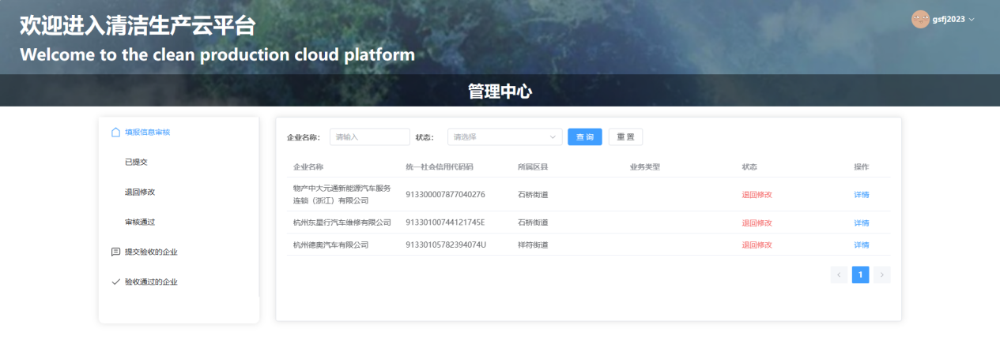 欢迎进入清洁生产云平台
gsfj2023
Welcome to the clean production cloud platform
管理中心
填报信息审核
已提交
退回修改
审核通过
提交验收的企业
验收通过的企业
企业名称: 请输入 状态: 请选择 查 询 重 置
企业名称 统一社会信用代码码 所属区县 业务类型 状态 操作
物产中大元通新能源汽车服务
连锁（浙江）有限公司 913300007877040276 石桥街道 退回修改 详情
杭州东星行汽车维修有限公司 91330100744121745E 石桥街道 退回修改 详情
杭州德奥汽车有限公司 91330105782394074U 祥符街道 退回修改 详情
1